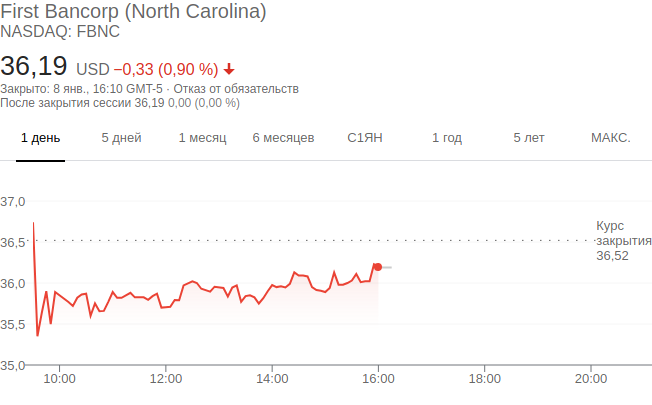 First Bancorp (North Carolina)
NASDAQ: FBNC
36,19 USD −0,33 (0,90 %)
Закрыто: 8 янв., 16:10 GMT-5 · Отказ от обязательств
После закрытия сессии 36,19 0,00 (0,00 %)
1 день 5 дней 1 месяц 6 месяцев С1ЯН 1 год 5 лет МАКС.
37,0
36,5
36,0
35,5
35,0
Курс
закрытия
36,52
10:00 12:00 14:00 16:00 18:00 20:00